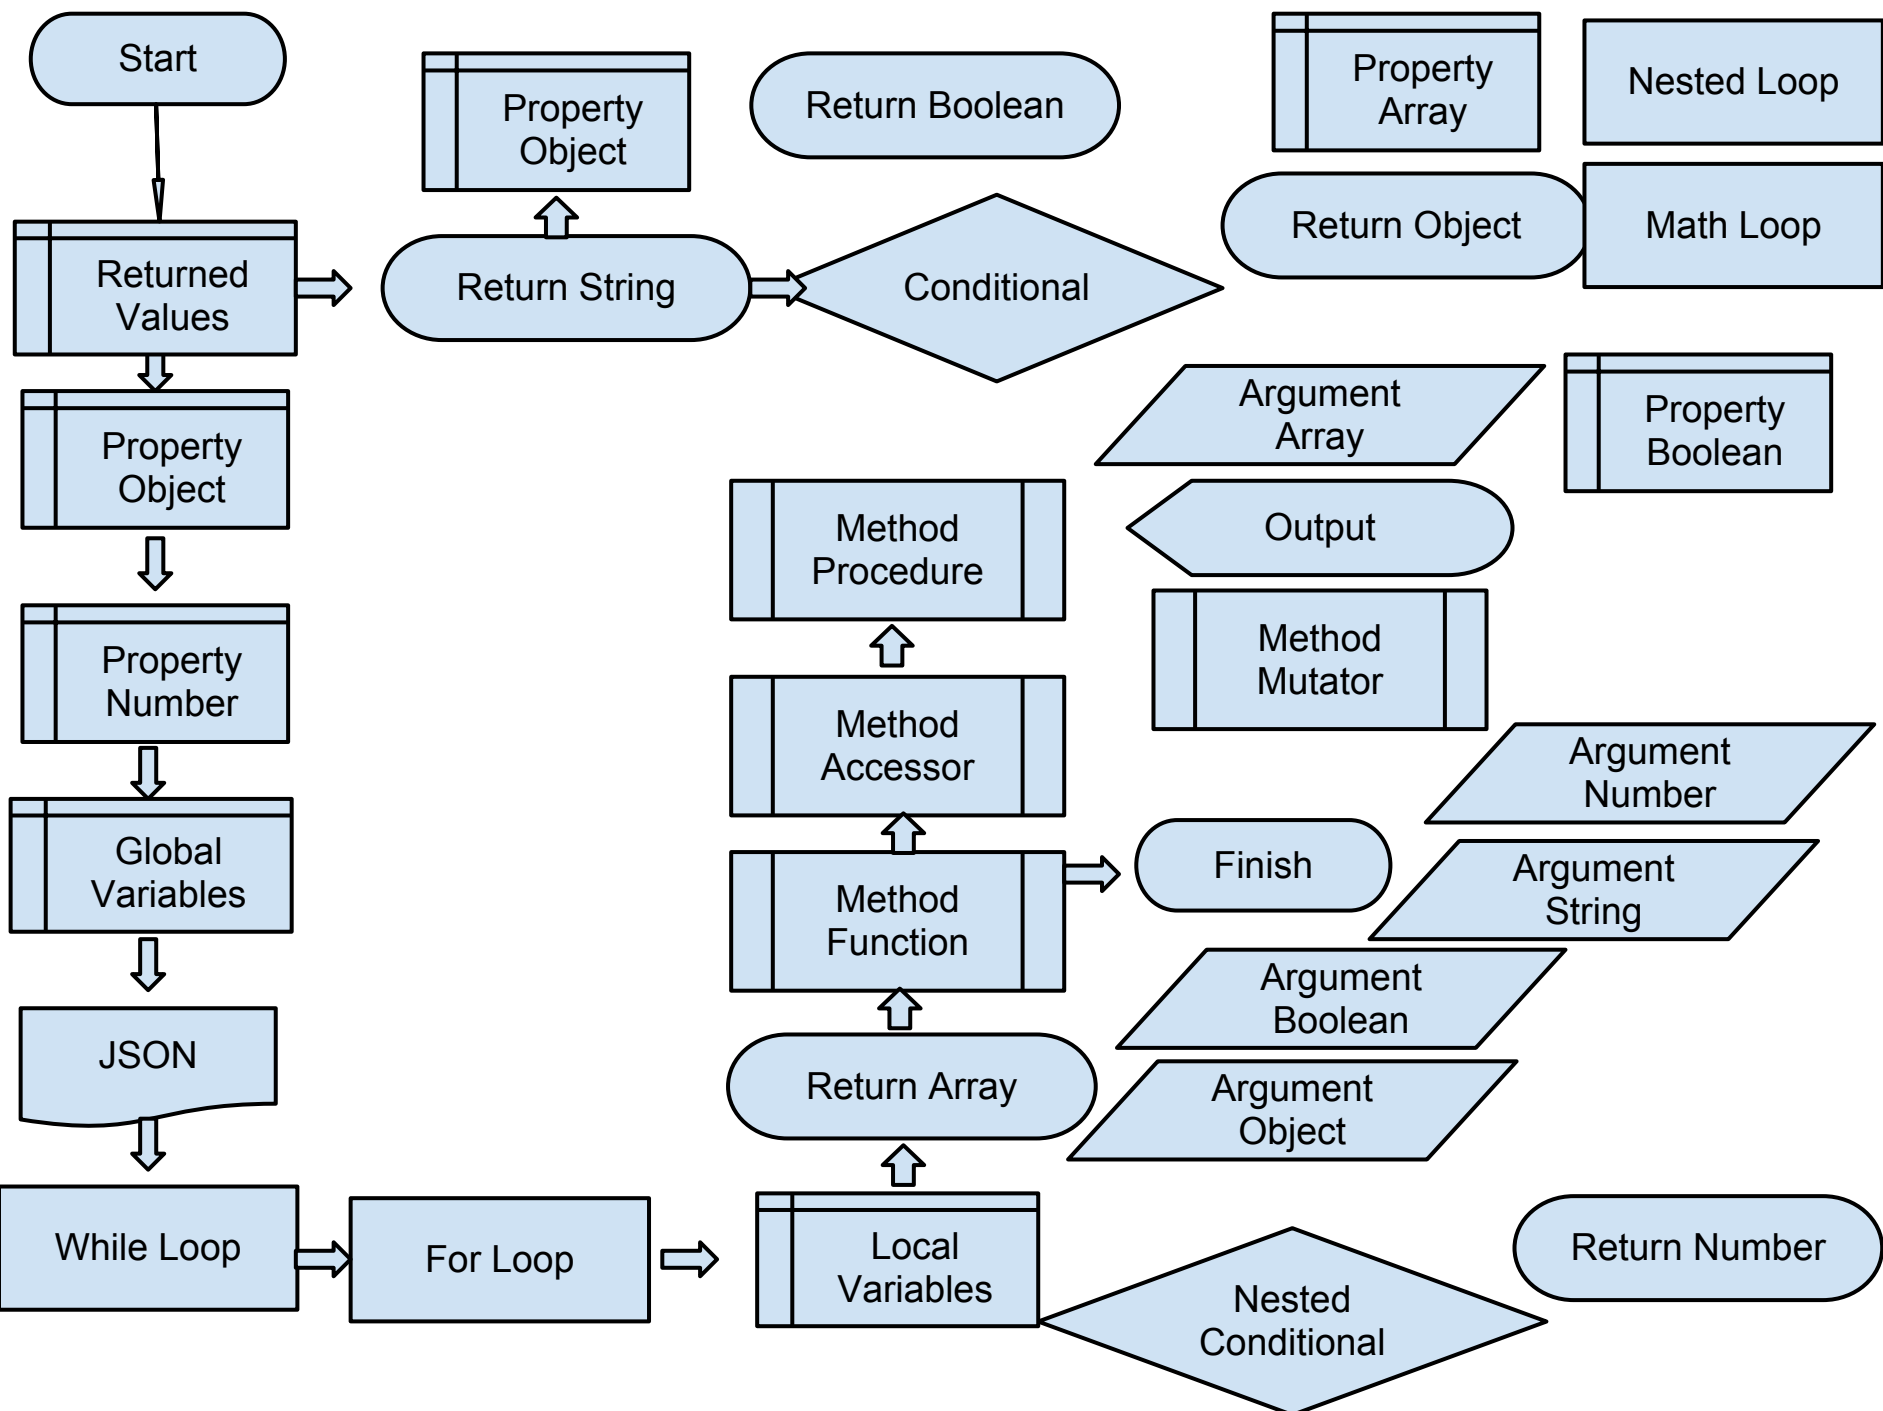 Start
Property
Object
Return Boolean
Property
Array
Nested Loop
Returned
Values
Return String
Conditional
Return Object
Math Loop
Property
Object
Argument
Array
Property
Boolean
Method
Procedure
Output
Property
Number
Method
Accessor
Method
Mutator
Argument
Number
Global
Variables
Method
Function
Finish
Argument
String
Argument
Boolean
JSON
Return Array
Argument
Object
While Loop
For Loop
Local
Variables
Nested
Conditional
Return Number